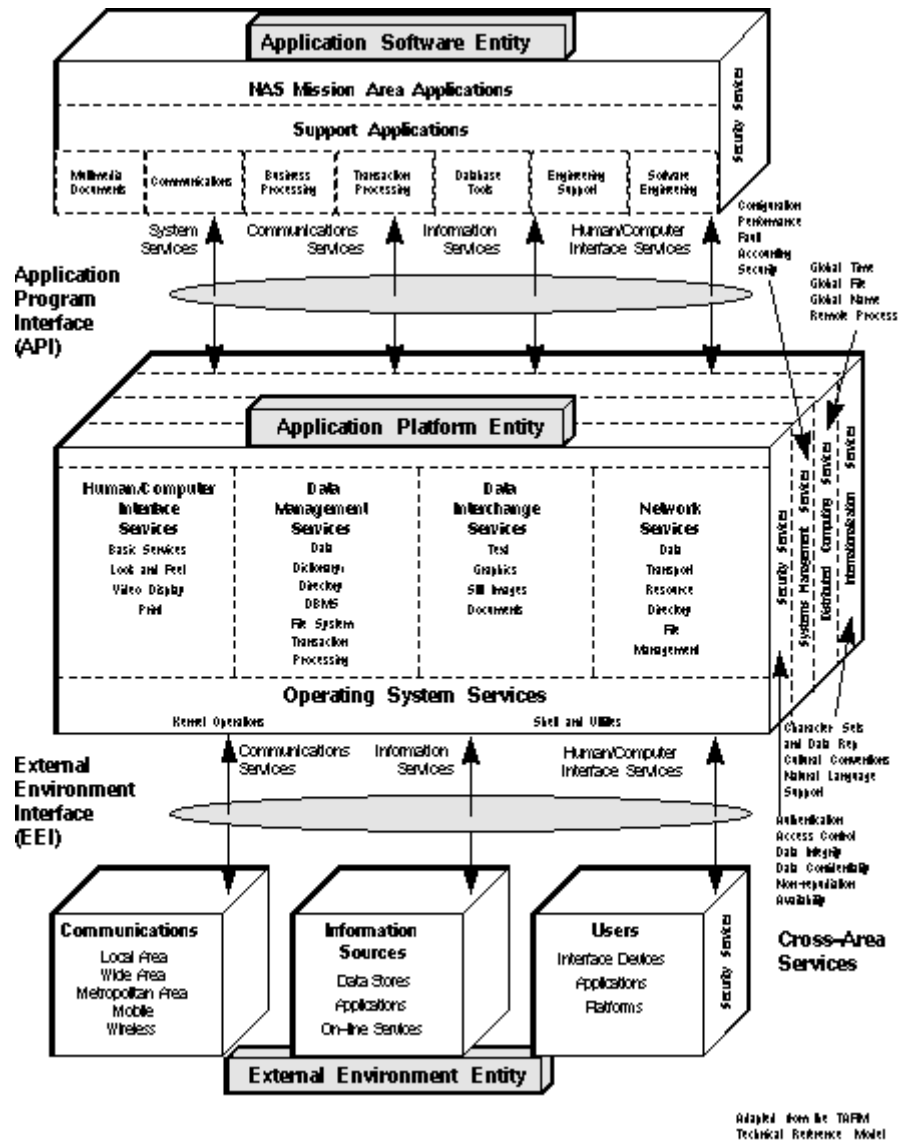 Application Software Entity
NAS Mission Area Applications
Support Applications
Multimedia
Documents
Communications
Business
Processing
Transaction
Processing
Database
Tools
Engineering
Support
Software
Engineering
Security Services
System
Services
Communications
Services
Information
Services
Human/Computer
Interface Services
Configuration
Performance
Fault
Accounting
Security
Global Time
Global File
Global Name
Remote Process
Application
Program
Interface
(API)
Application Platform Entity
Human/Computer
Interface
Services
Basic Services
Look and Feel
Video Display
Print
Data
Management
Services
Data
Dictionary
Directory
DBMS
File System
Transaction
Processing
Data
Interchange
Services
Text
Graphics
Still Images
Documents
Network
Services
Data
Transport
Resource
Directory
File
Management
Security Services
Systems Management Services
Distributed Computing Services
Internationalization Services
Operating System Services
Kernel Operations
Shell and Utilities
External
Environment
Interface
(EEI)
Communications
Services
Information
Services
Human/Computer
Interface Services
Character Sets
and Data Rep
Cultural Conventions
Natural Language
Support
Authentication
Access Control
Data Integrity
Data Confidentiality
Non-repudiation
Availability
Cross-Area
Services
Communications
Local Area
Wide Area
Metropolitan Area
Mobile
Wireless
Information
Sources
Data Stores
Applications
On-line Services
Users
Interface Devices
Applications
Platforms
Security Services
External Environment Entity
Adapted from the TAFIM
Technical Reference Model